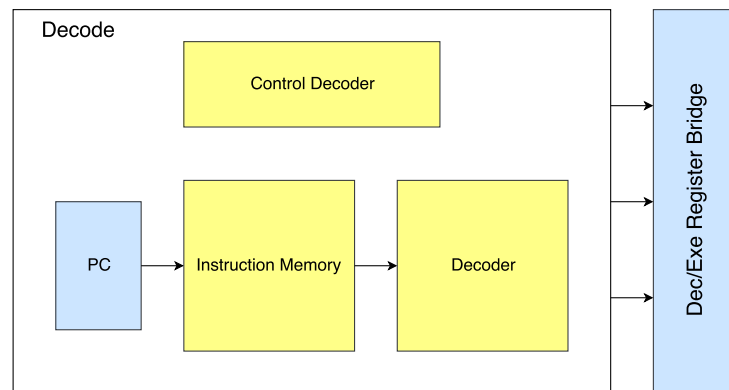 Decode
Control Decoder
PC
Instruction Memory
Decoder
Dec/Exe Register Bridge